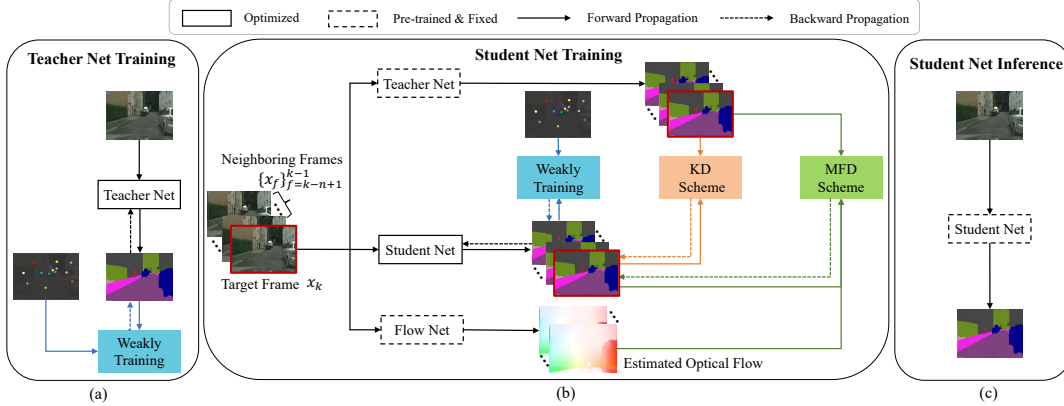 Optimized
Pre-trained & Fixed
Forward Propagation
Backward Propagation
Teacher Net Training
Teacher Net
Weakly
Training
(a)
Student Net Training
Teacher Net
Neighboring Frames
{x_f}_{f=k-n+1}^{k-1}
Weakly
Training
KD
Scheme
MFD
Scheme
Student Net
Target Frame x_k
Flow Net
Estimated Optical Flow
(b)
Student Net Inference
Student Net
(c)